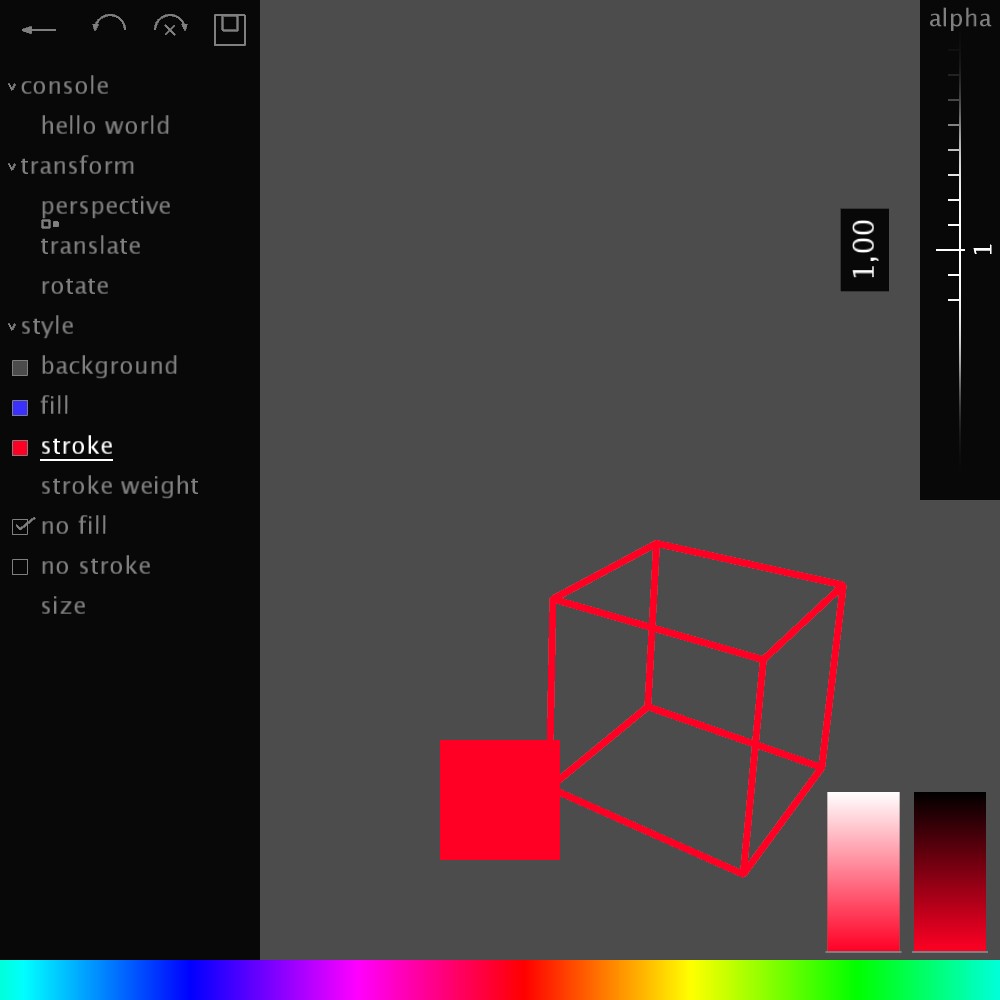 console
hello world
transform
perspective
translate
rotate
style
background
fill
stroke
stroke weight
no fill
no stroke
size
alpha
1,00
1